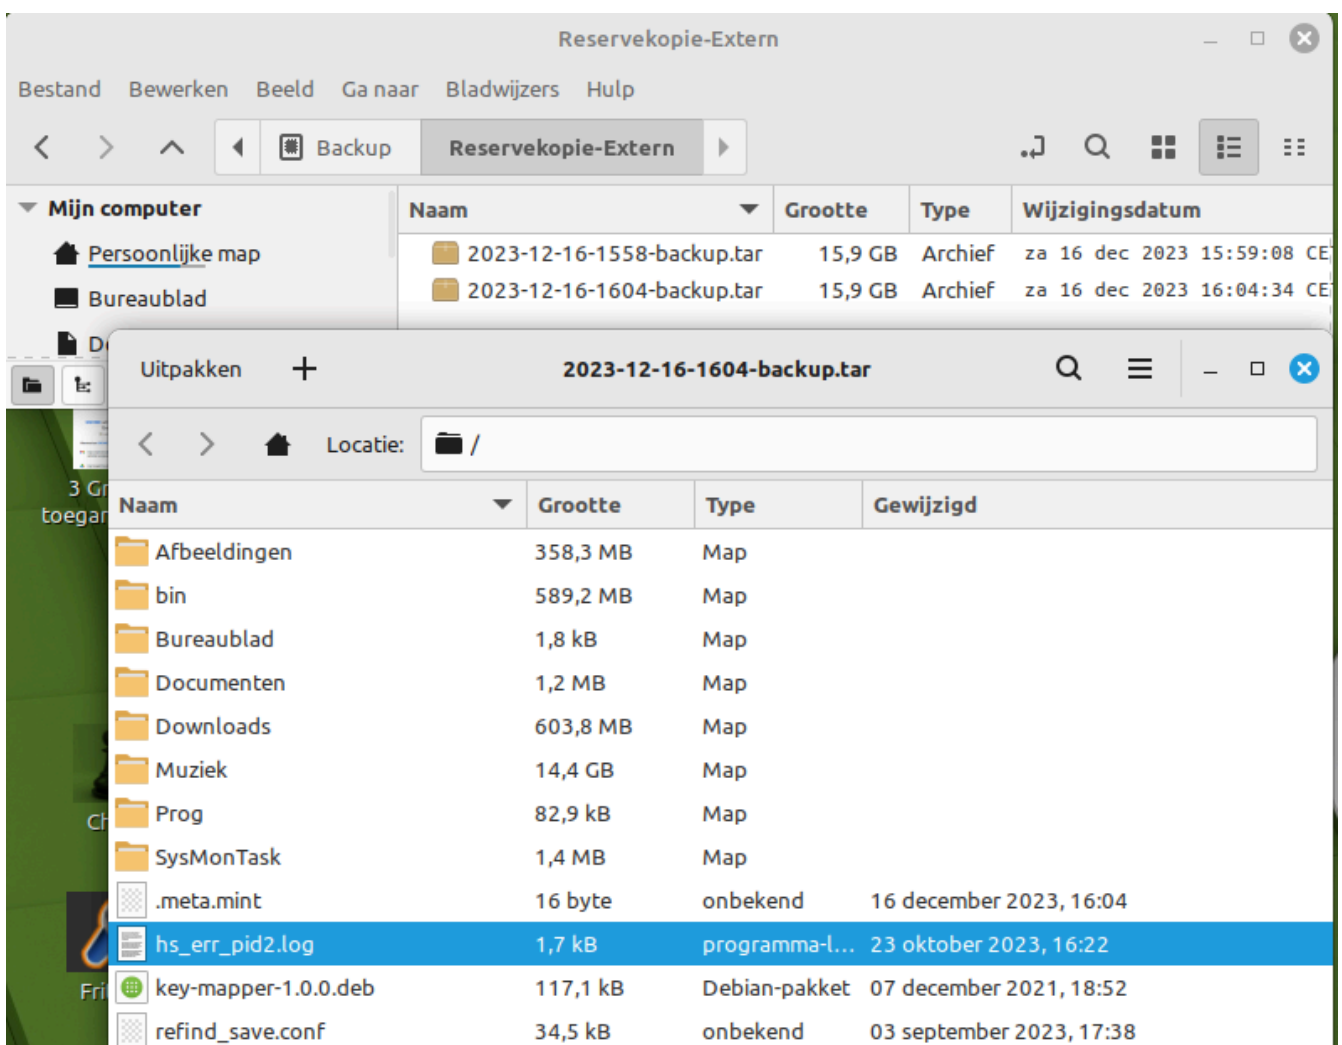 Reservekopie-Extern
Bestand Bewerken Beeld Ga naar Bladwijzers Hulp
Backup Reservekopie-Extern
Mijn computer
Persoonlijke map
Bureaublad
Naam Grootte Type Wijzigingsdatum
2023-12-16-1558-backup.tar 15,9 GB Archief za 16 dec 2023 15:59:08 CE
2023-12-16-1604-backup.tar 15,9 GB Archief za 16 dec 2023 16:04:34 CE
Uitpakken 2023-12-16-1604-backup.tar
Locatie: /
3 Gr
toegar
Naam Grootte Type Gewijzigd
Afbeeldingen 358,3 MB Map
bin 589,2 MB Map
Bureaublad 1,8 kB Map
Documenten 1,2 MB Map
Downloads 603,8 MB Map
Muziek 14,4 GB Map
Prog 82,9 kB Map
SysMonTask 1,4 MB Map
.meta.mint 16 byte onbekend 16 december 2023, 16:04
hs_err_pid2.log 1,7 kB programma-l... 23 oktober 2023, 16:22
key-mapper-1.0.0.deb 117,1 kB Debian-pakket 07 december 2021, 18:52
refind_save.conf 34,5 kB onbekend 03 september 2023, 17:38
Ch
Fri